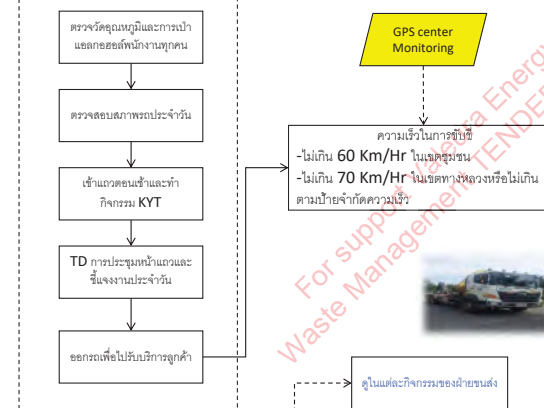 ตรวจวัดอุณหภูมิและการเป่า
แอลกอฮอล์พนักงานทุกคน
ตรวจสอบสภาพรถประจำวัน
เข้าแถวตอนเช้าและทำ
กิจกรรม KYT
TD การประชุมหน้าแถวและ
ชี้แจงงานประจำวัน
ออกรถเพื่อไปรับบริการลูกค้า
GPS center
Monitoring
ความเร็วในการขับขี่
-ไม่เกิน 60 Km/Hr ในเขตชุมชน
-ไม่เกิน 70 Km/Hr ในเขตทางหลวงหรือไม่เกิน
ตามป้ายจำกัดความเร็ว
ดูในแต่ละกิจกรรมของฝ่ายขนส่ง
For support Valeura Energy
Waste Management TENDER